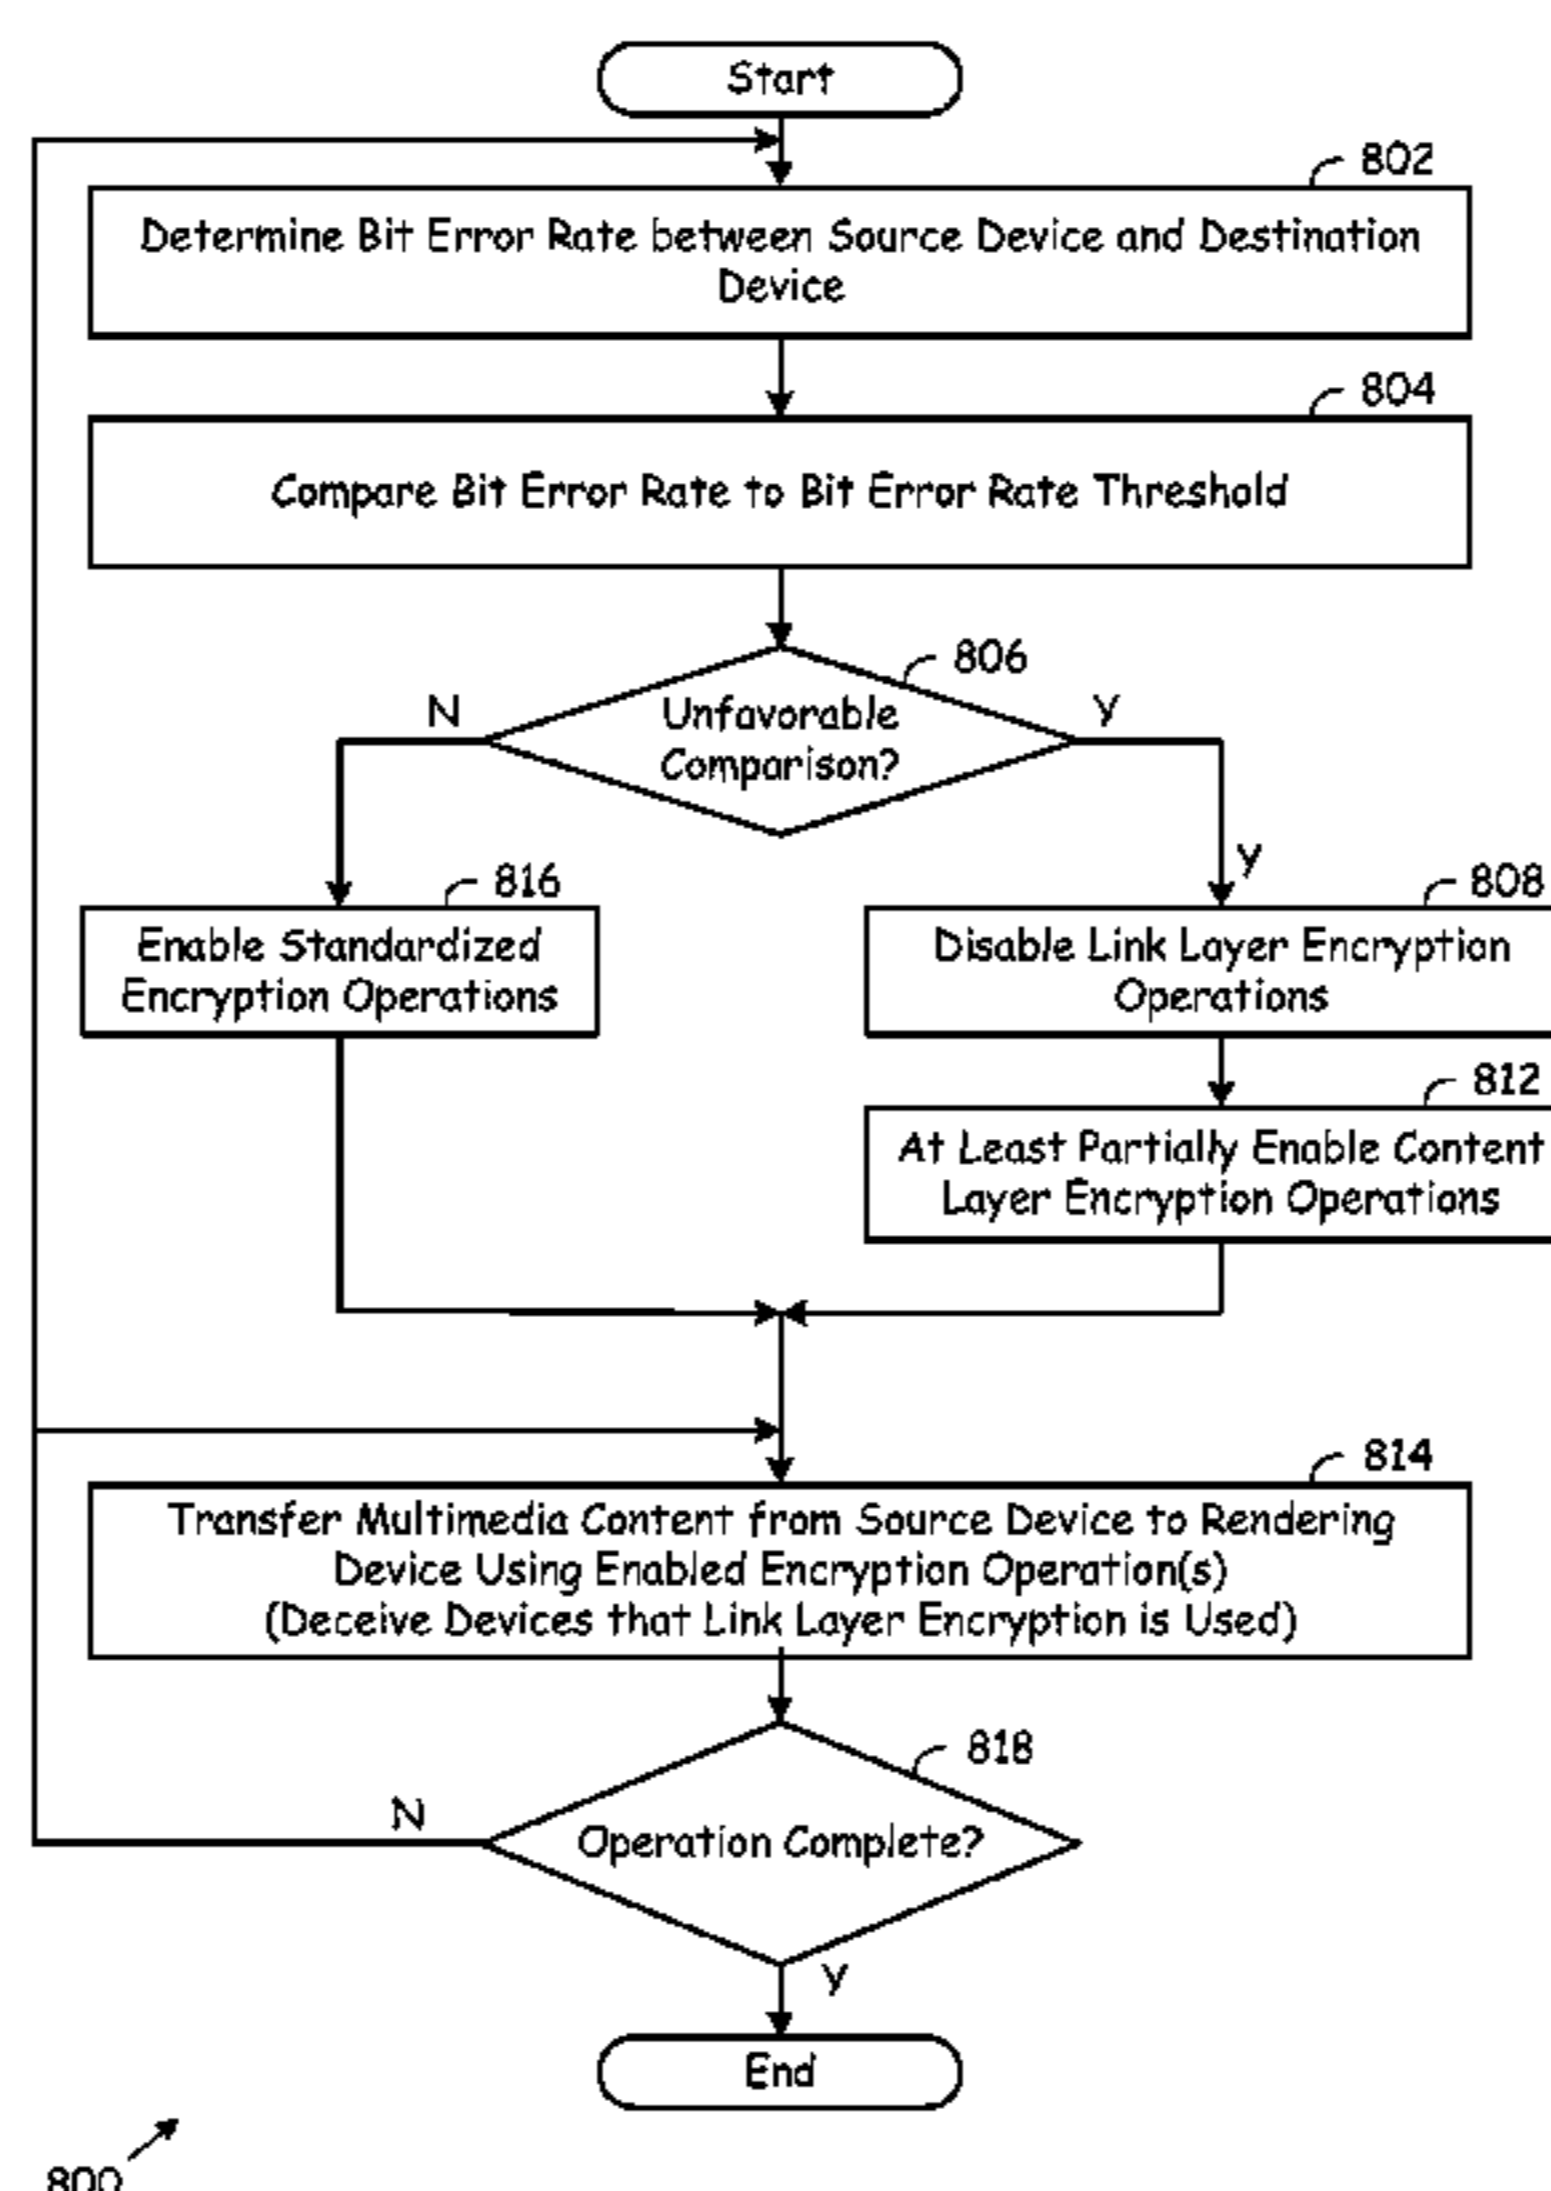 Start
802
Determine Bit Error Rate between Source Device and Destination
Device
804
Compare Bit Error Rate to Bit Error Rate Threshold
806
N
Unfavorable
Comparison?
Y
Y
816
Enable Standardized
Encryption Operations
808
Disable Link Layer Encryption
Operations
812
At Least Partially Enable Content
Layer Encryption Operations
814
Transfer Multimedia Content from Source Device to Rendering
Device Using Enabled Encryption Operation(s)
(Deceive Devices that Link Layer Encryption is Used)
818
N
Operation Complete?
Y
End
800